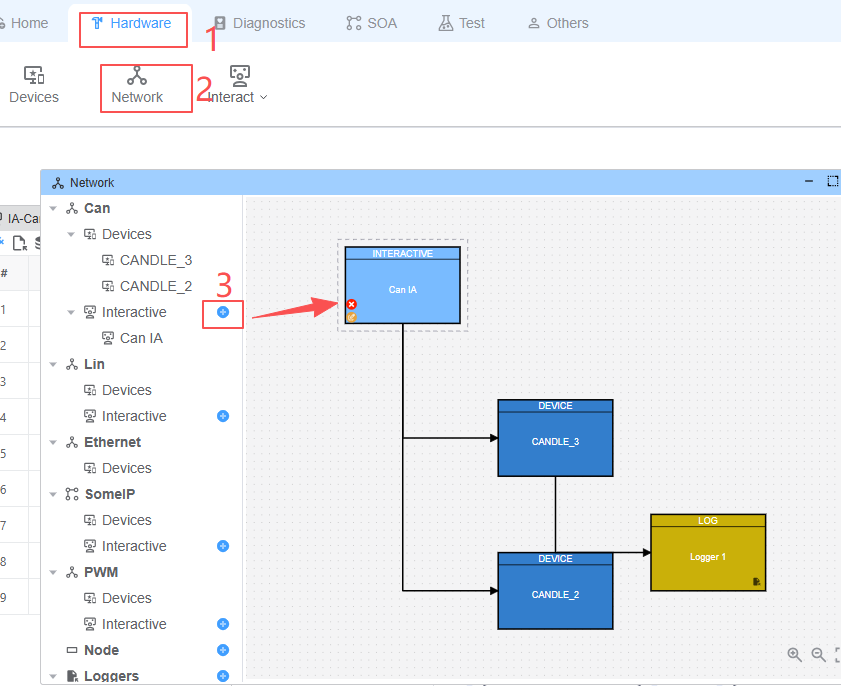 Home Hardware Diagnostics SOA Test Others
1
Devices Network 2 Interact
Network
IA-Ca
#
1
2
3
4
5
6
7
8
9
Can
Devices
CANDLE_3
CANDLE_2
3
Interactive
Can IA
Lin
Devices
Interactive
Ethernet
Devices
SomeIP
Devices
Interactive
PWM
Devices
Interactive
Node
Loggers
INTERACTIVE
Can IA
DEVICE
CANDLE_3
LOG
Logger 1
DEVICE
CANDLE_2